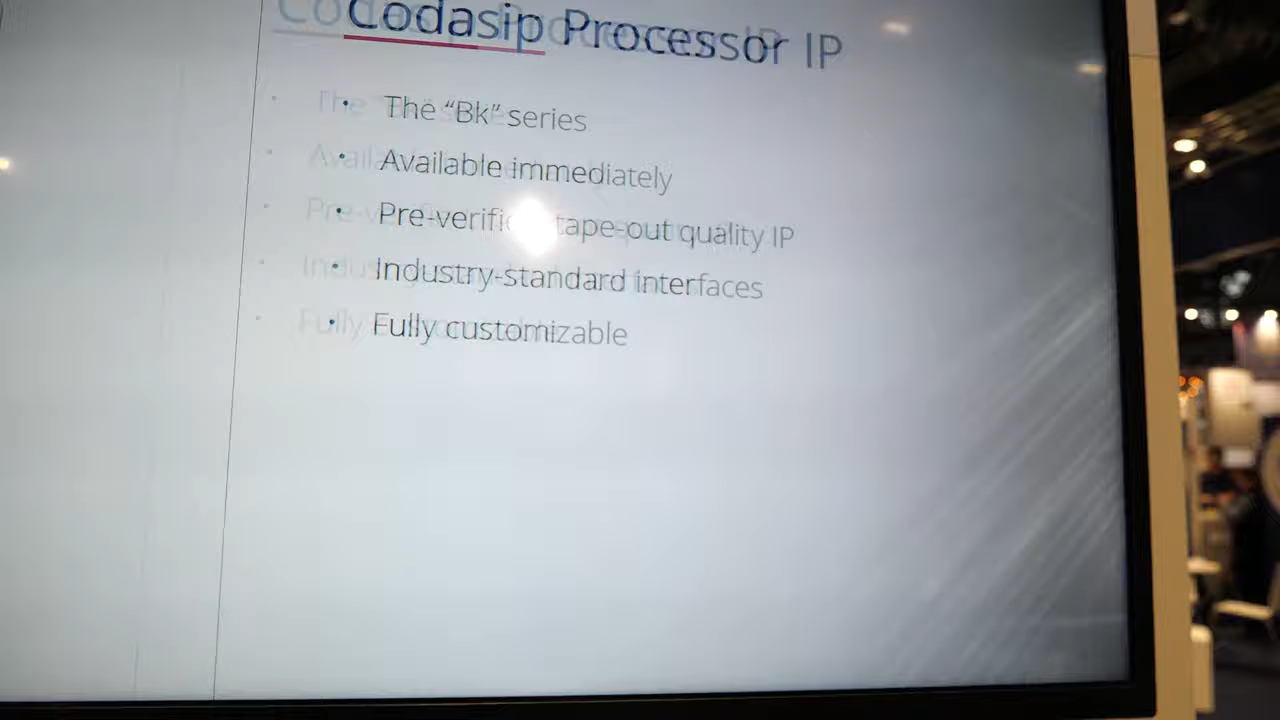 Codasip Processor IP
• The “Bk” series
• Available immediately
• tape-out quality IP
• Industry-standard interfaces
• Fully customizable